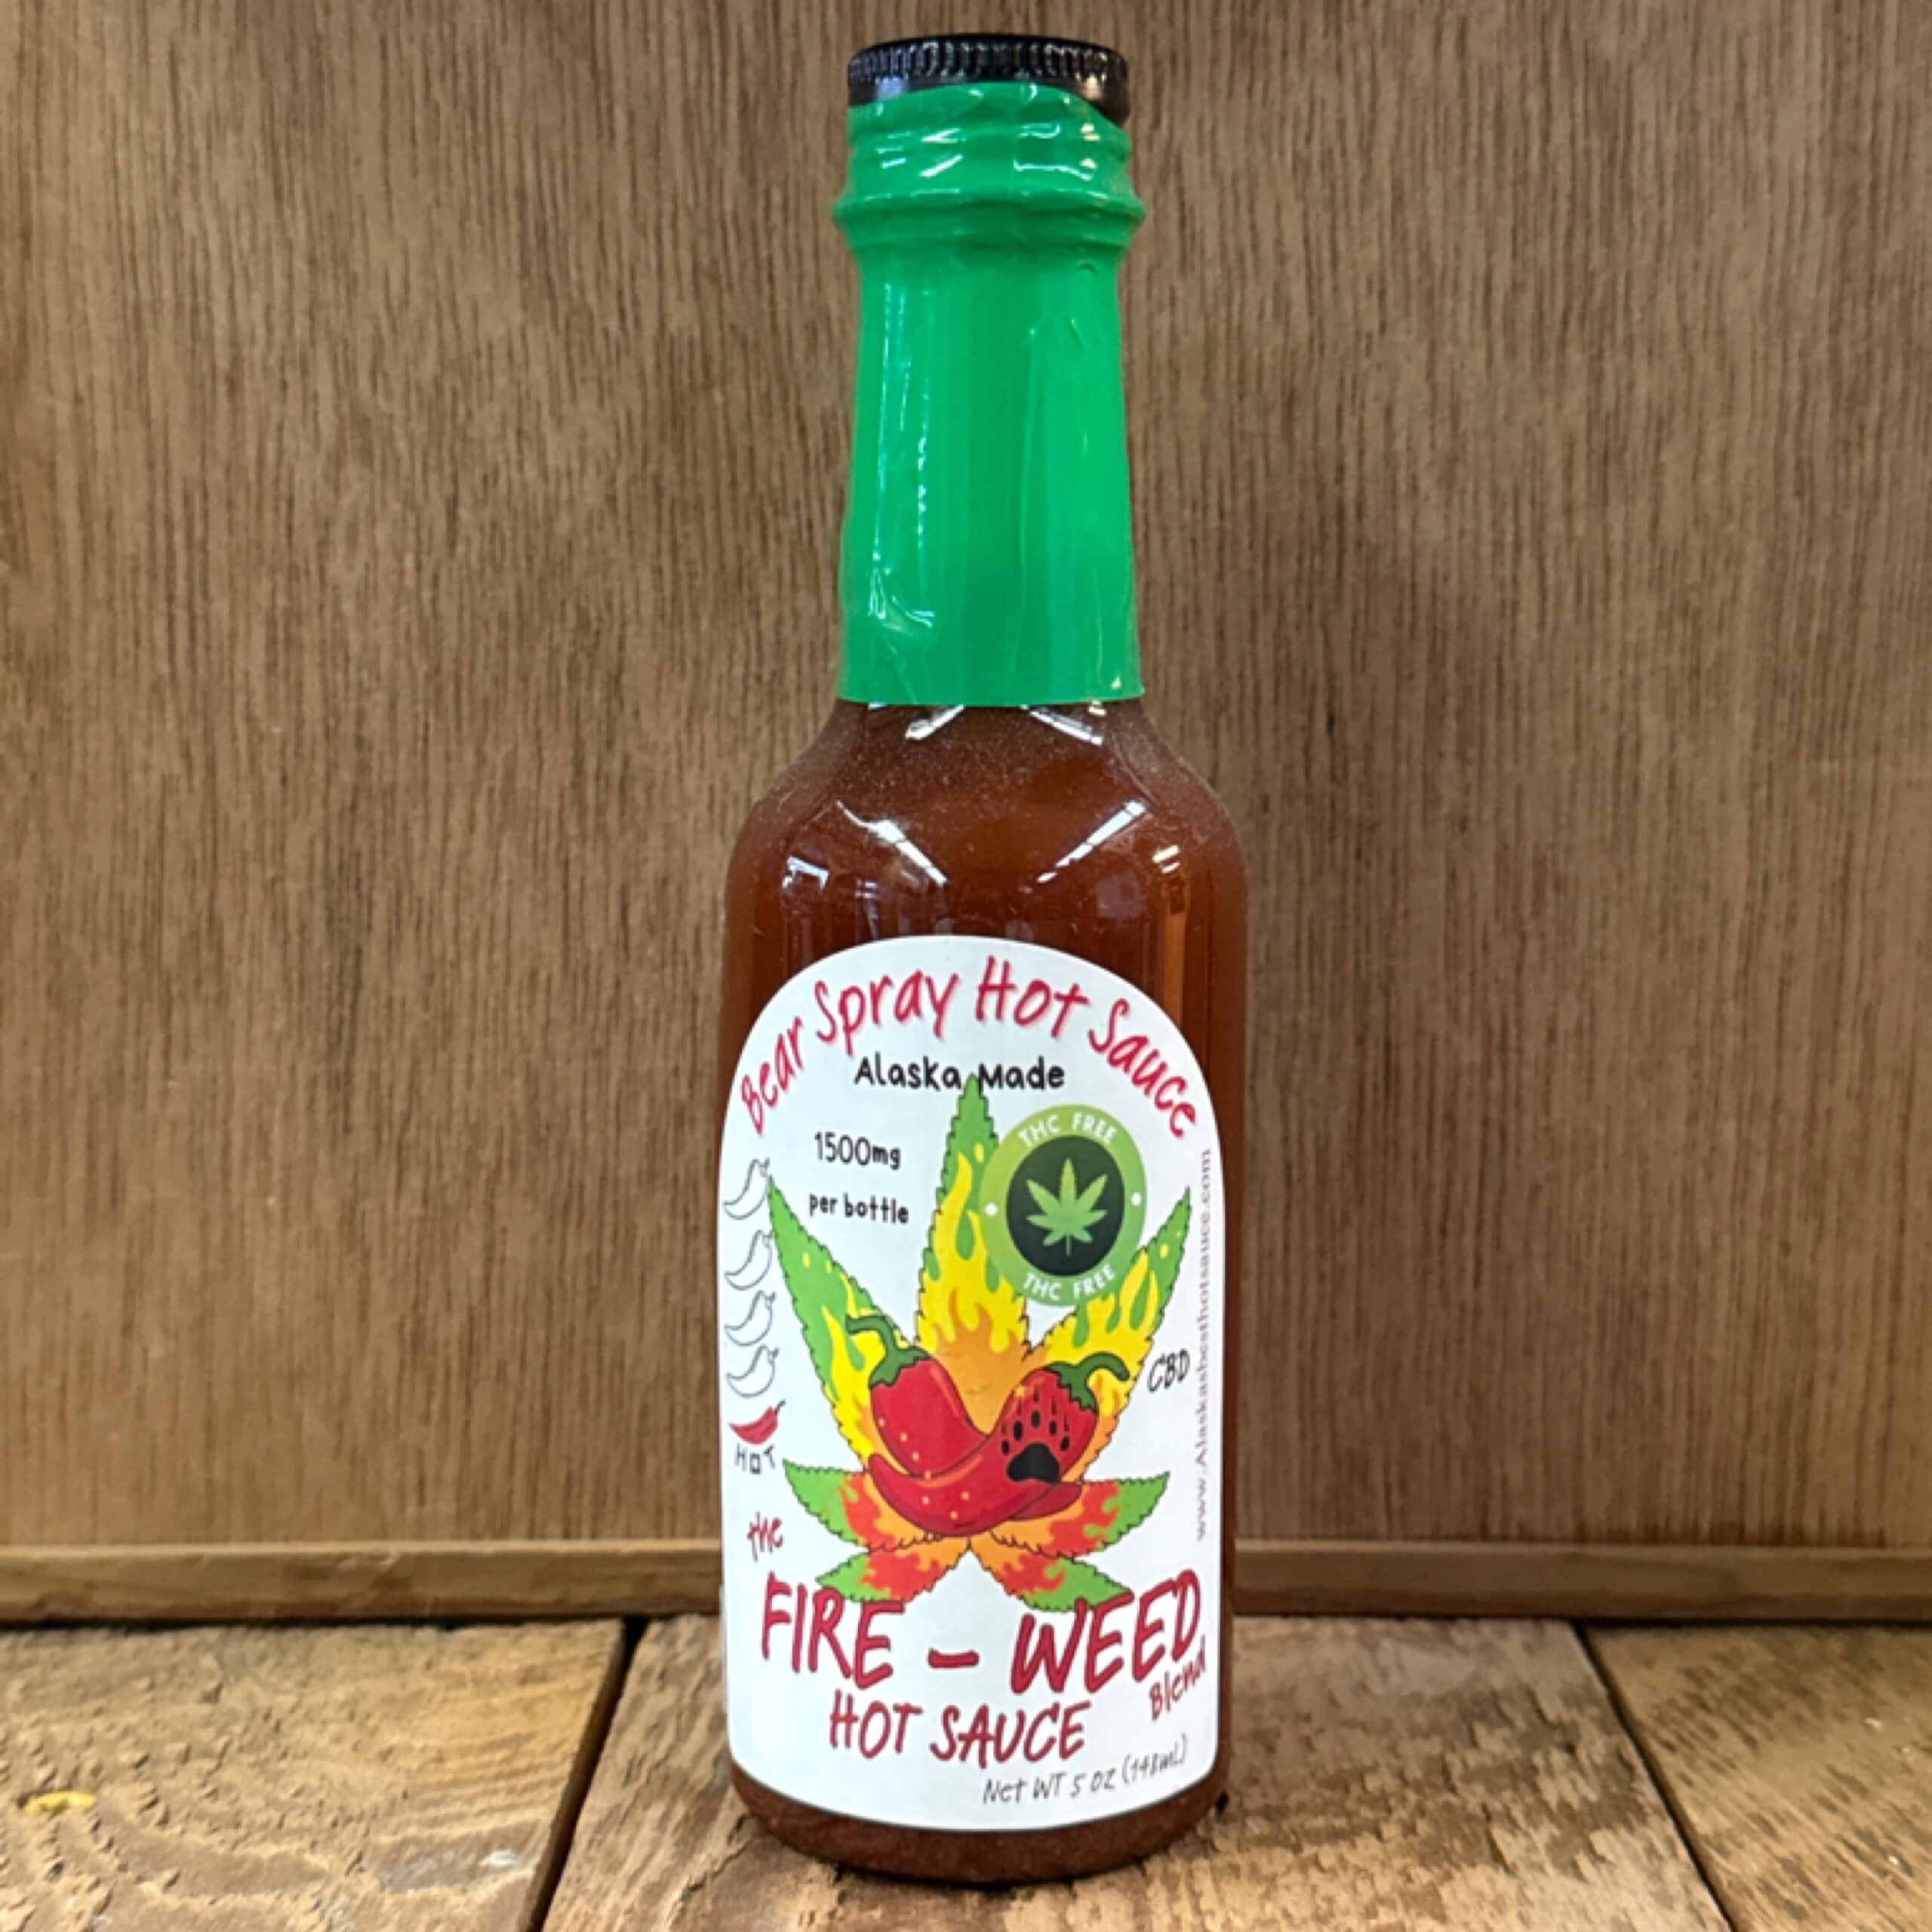 Bear Spray Hot Sauce
Alaska Made
1500mg
per bottle
THC FREE
THC FREE
CBD
HOT
www.Alaskasbesthotsauce.com
the
FIRE - WEED
Blend
HOT SAUCE
Net WT 5 oz (148mL)